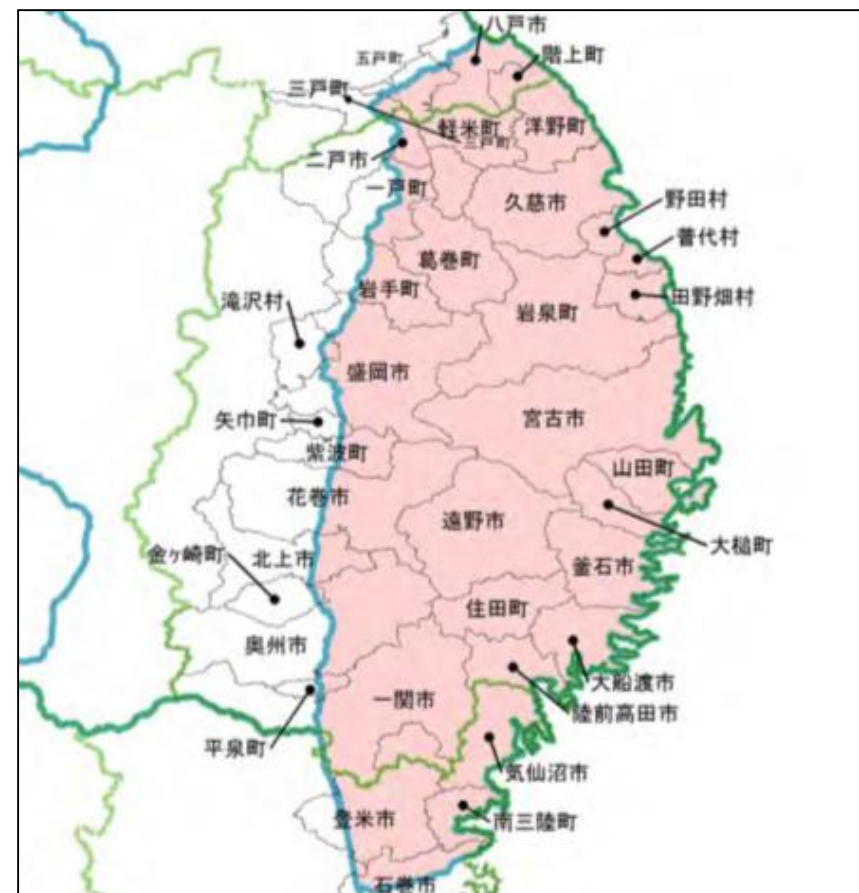 八戸市
五戸町
階上町
三戸町
軽米町
洋野町
三戸町
二戸市
一戸町
久慈市
野田村
普代村
葛巻町
岩手町
田野畑村
滝沢村
岩泉町
盛岡市
宮古市
矢巾町
紫波町
山田町
花巻市
遠野市
大槌町
金ヶ崎町
北上市
釜石市
住田町
奥州市
大船渡市
一関市
陸前高田市
平泉町
気仙沼市
登米市
南三陸町
石巻市